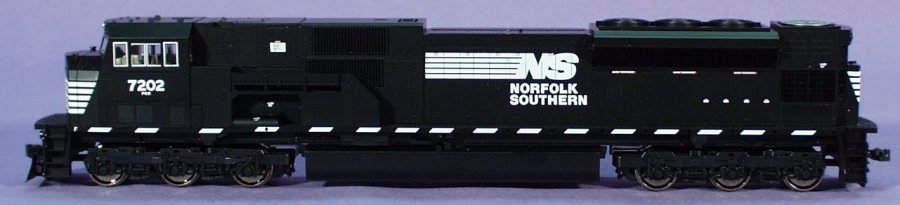 7202
NS
NORFOLK
SOUTHERN